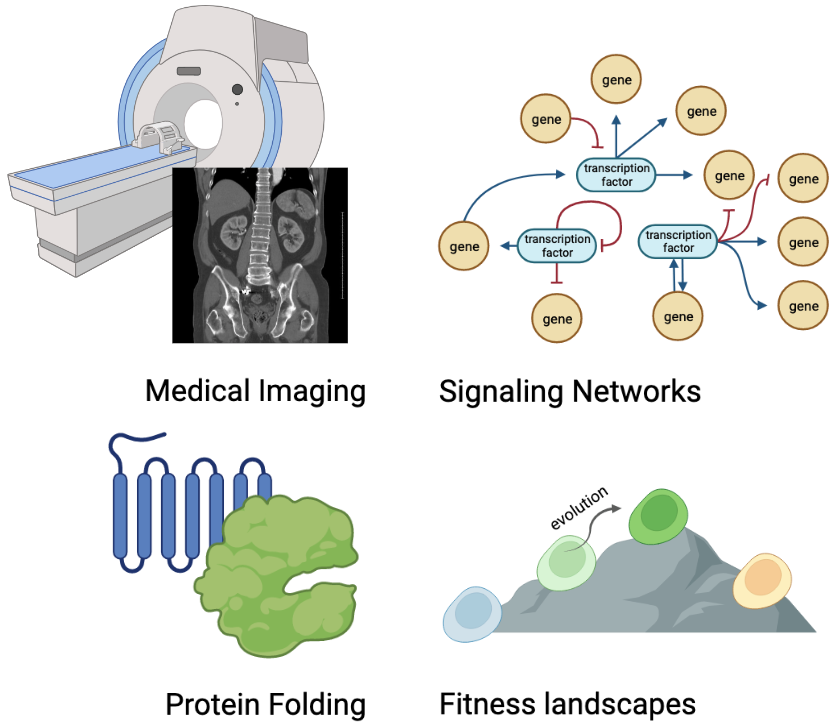 gene
gene
gene
transcription
factor
gene
gene
gene
transcription
factor
transcription
factor
gene
gene
gene
gene
Medical Imaging
Signaling Networks
evolution
Protein Folding
Fitness landscapes